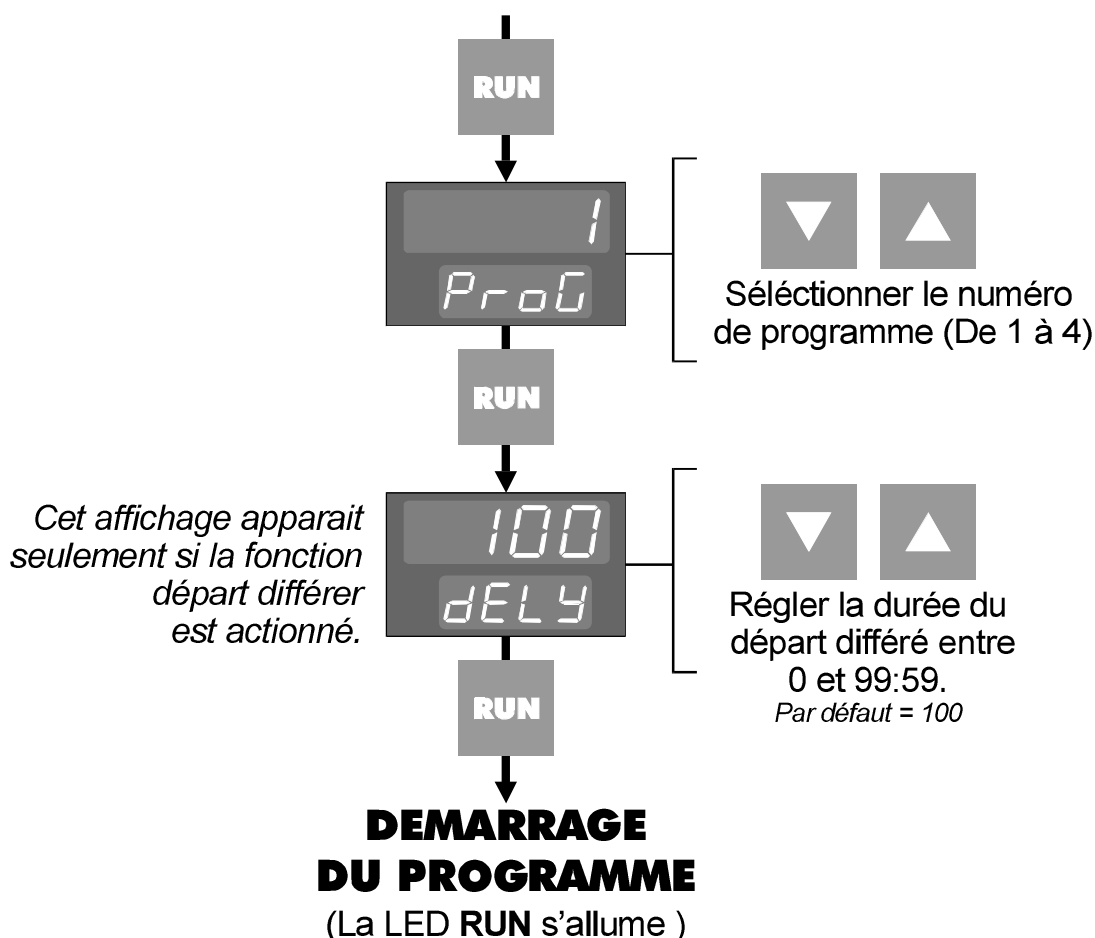 RUN
1
ProG
Séléctionner le numéro
de programme (De 1 à 4)
RUN
Cet affichage apparait
seulement si la fonction
départ différer
est actionné.
100
dELy
Régler la durée du
départ différé entre
0 et 99:59.
Par défaut = 100
RUN
DEMARRAGE
DU PROGRAMME
(La LED RUN s’allume )